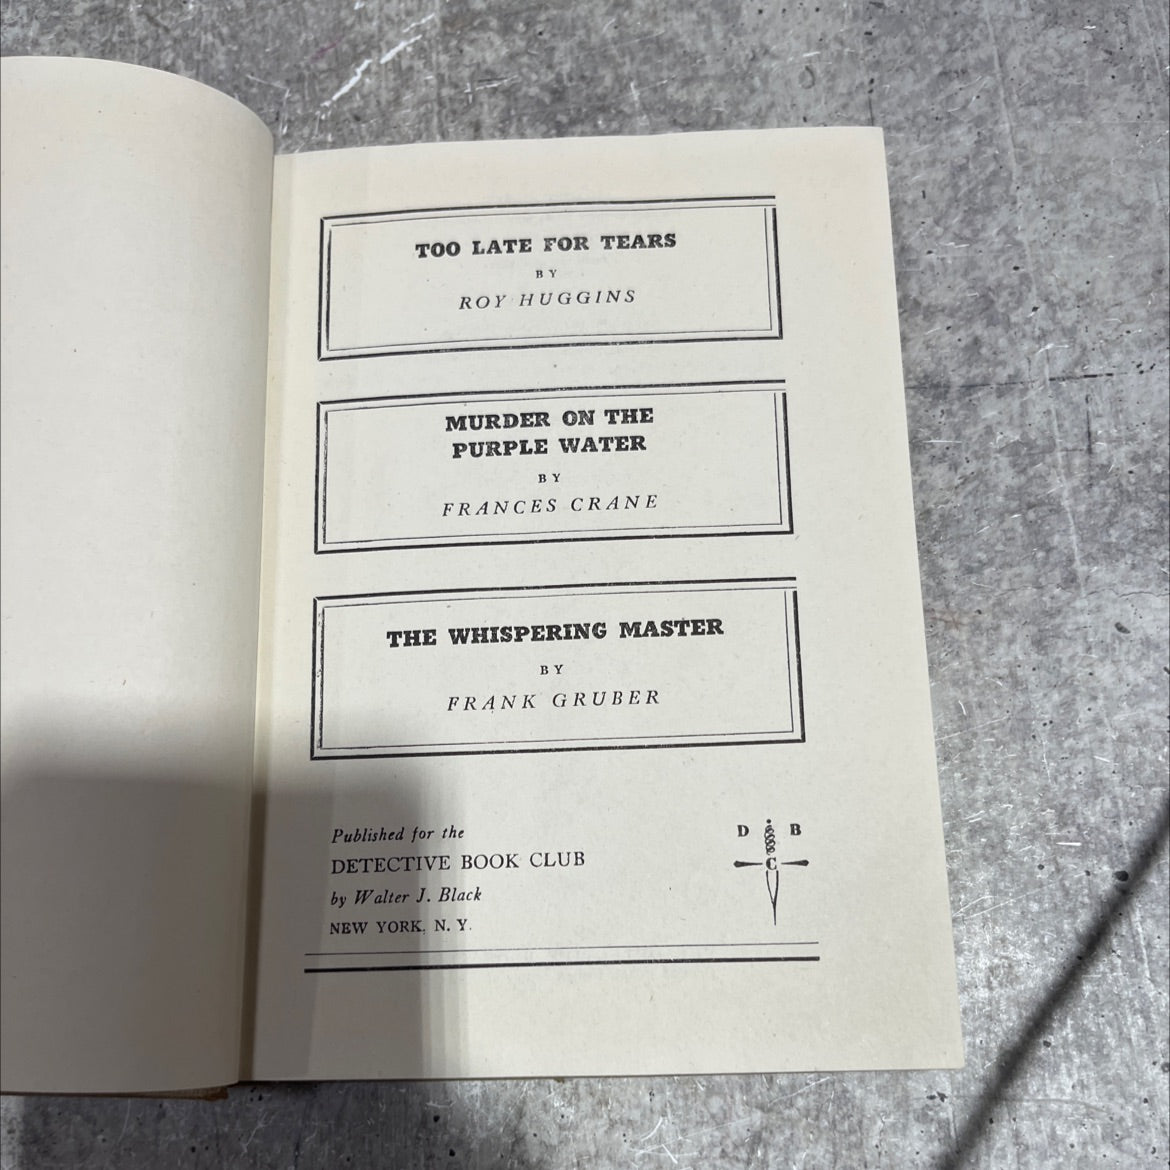 TOO LATE FOR TEARS
BY
ROY HUGGINS
MURDER ON THE
PURPLE WATER
BY
FRANCES CRANE
THE WHISPERING MASTER
BY
FRANK GRUBER
Published for the
DETECTIVE BOOK CLUB
by Walter J. Black
NEW YORK, N. Y.
D B
C